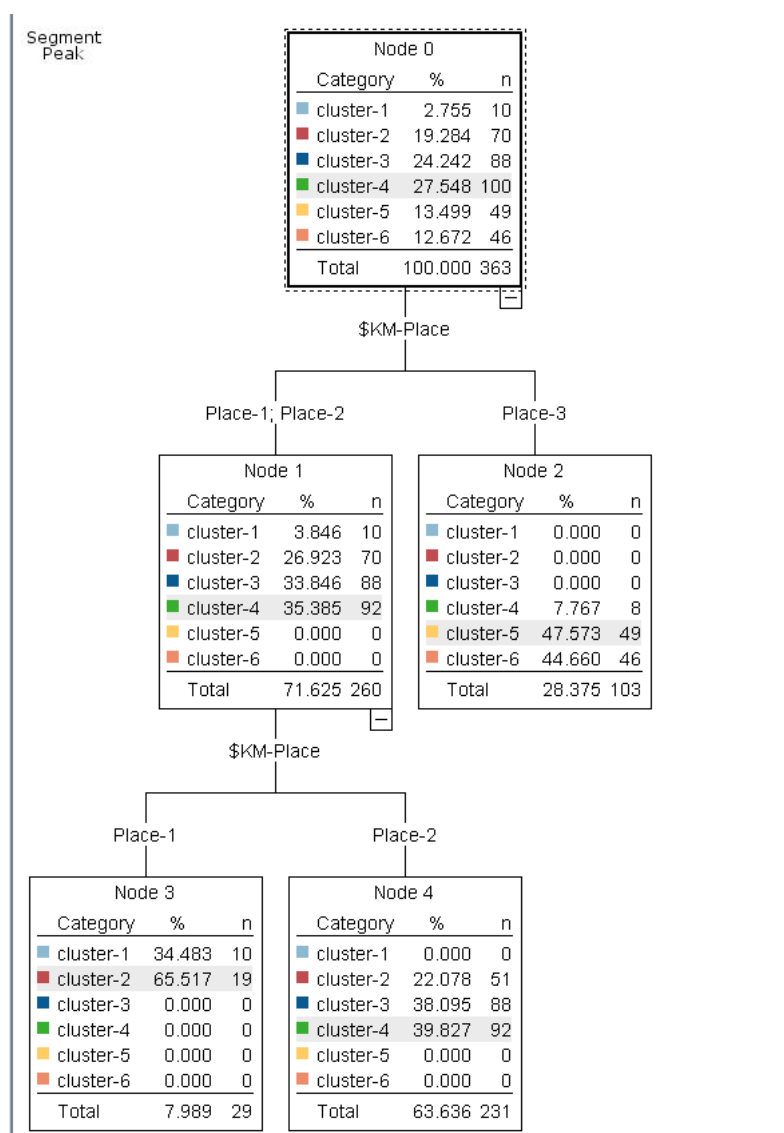 Segment
Peak
Node 0
Category % n
cluster-1 2.755 10
cluster-2 19.284 70
cluster-3 24.242 88
cluster-4 27.548 100
cluster-5 13.499 49
cluster-6 12.672 46
Total 100.000 363
$KM-Place
Place-1; Place-2
Place-3
Node 1
Category % n
cluster-1 3.846 10
cluster-2 26.923 70
cluster-3 33.846 88
cluster-4 35.385 92
cluster-5 0.000 0
cluster-6 0.000 0
Total 71.625 260
Node 2
Category % n
cluster-1 0.000 0
cluster-2 0.000 0
cluster-3 0.000 0
cluster-4 7.767 8
cluster-5 47.573 49
cluster-6 44.660 46
Total 28.375 103
$KM-Place
Place-1
Place-2
Node 3
Category % n
cluster-1 34.483 10
cluster-2 65.517 19
cluster-3 0.000 0
cluster-4 0.000 0
cluster-5 0.000 0
cluster-6 0.000 0
Total 7.989 29
Node 4
Category % n
cluster-1 0.000 0
cluster-2 22.078 51
cluster-3 38.095 88
cluster-4 39.827 92
cluster-5 0.000 0
cluster-6 0.000 0
Total 63.636 231